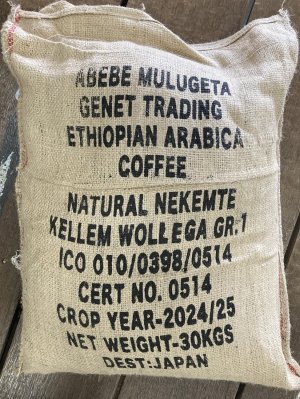 ABEBE MULUGETA
GENET TRADING
ETHIOPIAN ARABICA
COFFEE
NATURAL NEKEMTE
KELLEM WOLLEGA GR.1
ICO 010/0398/0514
CERT NO. 0514
CROP YEAR-2024/25
NET WEIGHT-30KGS
DEST:JAPAN